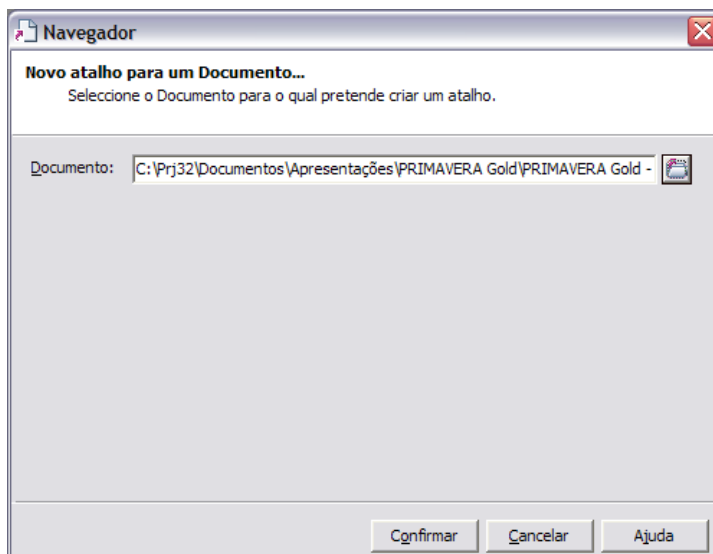 Navegador
Novo atalho para um Documento...
Seleccione o Documento para o qual pretende criar um atalho.
Documento: C:\Prj32\Documentos\Apresentações\PRIMAVERA Gold\PRIMAVERA Gold -
Confirmar Cancelar Ajuda